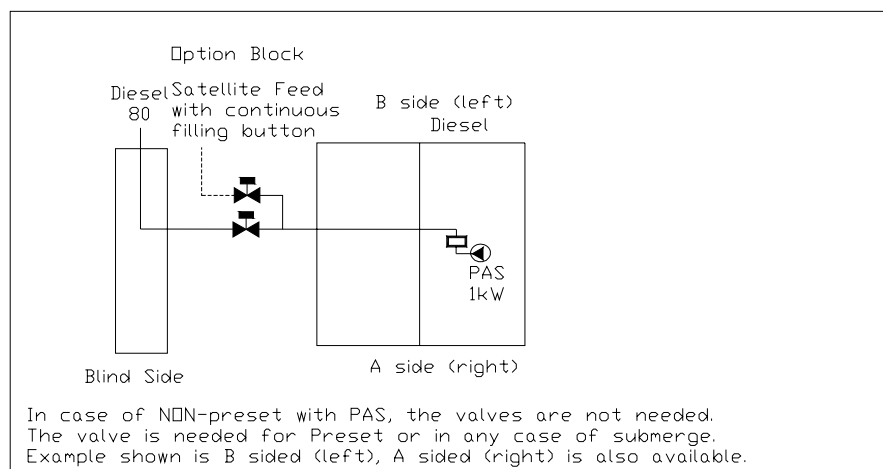 Option Block
Satellite Feed
with continuous
filling button
Diesel
80
B side (left)
Diesel
PAS
1kW
A side (right)
Blind Side
In case of NON-preset with PAS, the valves are not needed.
The valve is needed for Preset or in any case of submerge.
Example shown is B sided (left), A sided (right) is also available.